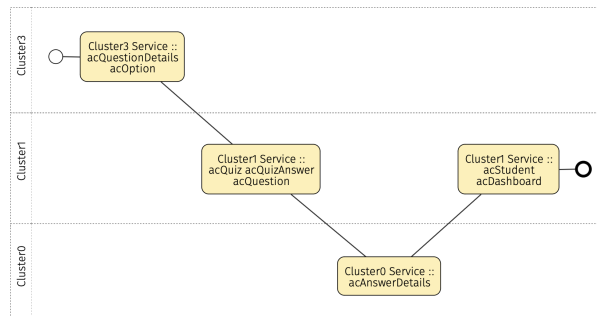 Cluster3
Cluster3 Service ::
acQuestionDetails
acOption
Cluster1
Cluster1 Service ::
acQuiz acQuizAnswer
acQuestion
Cluster1 Service ::
acStudent
acDashboard
Cluster0
Cluster0 Service ::
acAnswerDetails